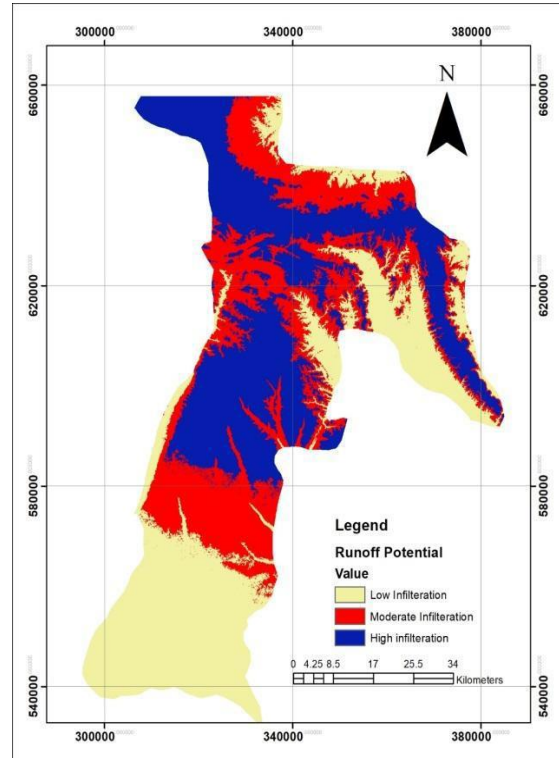 300000 340000 380000
660000 660000
N
620000 620000
580000 580000
Legend
Runoff Potential
Value
Low Infilteration
Moderate Infilteration
High infilteration
0 4.25 8.5 17 25.5 34
Kilometers
540000 540000
300000 340000 380000